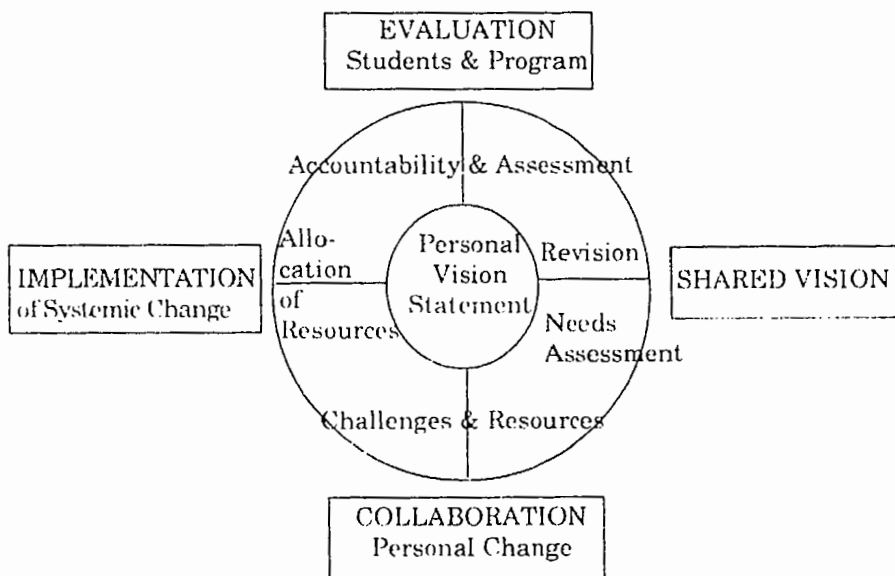 EVALUATION
Students & Program
Accountability & Assessment
Allo-
cation
of
Resources
Personal
Vision
Statement
Revision
Needs
Assessment
IMPLEMENTATION
of Systemic Change
SHARED VISION
Challenges & Resources
COLLABORATION
Personal Change